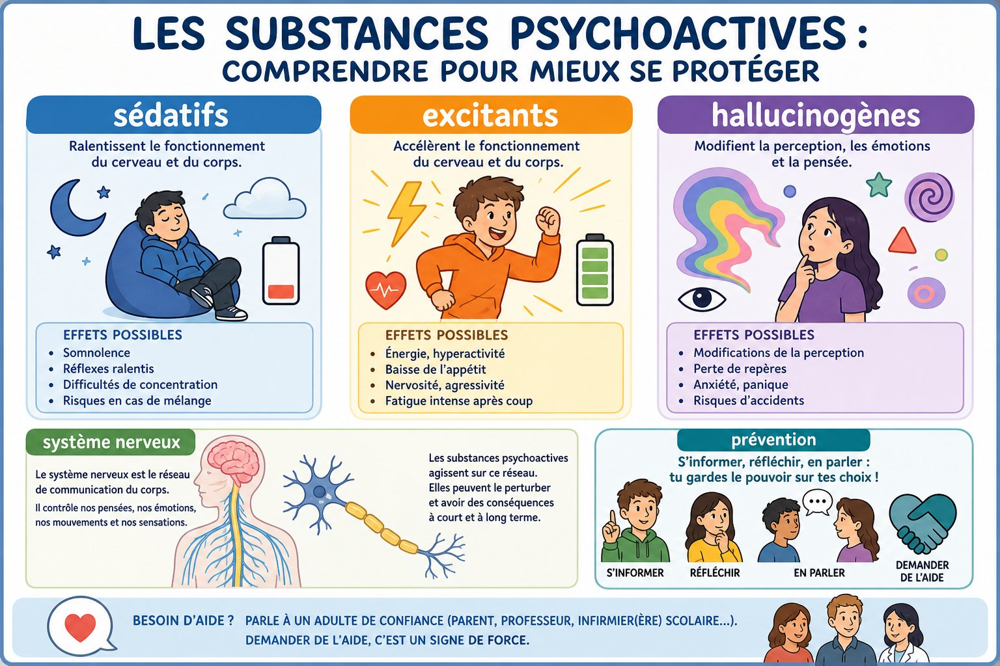 LES SUBSTANCES PSYCHOACTIVES :
COMPRENDRE POUR MIEUX SE PROTÉGER
sédatifs
Ralentissent le fonctionnement
du cerveau et du corps.
EFFETS POSSIBLES
• Somnolence
• Réflexes ralentis
• Difficultés de concentration
• Risques en cas de mélange
excitants
Accélèrent le fonctionnement
du cerveau et du corps.
EFFETS POSSIBLES
• Énergie, hyperactivité
• Baisse de l'appétit
• Nervosité, agressivité
• Fatigue intense après coup
hallucinogènes
Modifient la perception, les émotions
et la pensée.
EFFETS POSSIBLES
• Modifications de la perception
• Perte de repères
• Anxiété, panique
• Risques d'accidents
système nerveux
Le système nerveux est le réseau
de communication du corps.
Il contrôle nos pensées, nos émotions,
nos mouvements et nos sensations.
Les substances psychoactives
agissent sur ce réseau.
Elles peuvent le perturber
et avoir des conséquences
à court et à long terme.
prévention
S'informer, réfléchir, en parler :
tu gardes le pouvoir sur tes choix !
S'INFORMER
RÉFLÉCHIR
EN PARLER
DEMANDER
DE L'AIDE
BESOIN D'AIDE ? PARLE À UN ADULTE DE CONFIANCE (PARENT, PROFESSEUR, INFIRMIER(ÈRE) SCOLAIRE...).
DEMANDER DE L'AIDE, C'EST UN SIGNE DE FORCE.